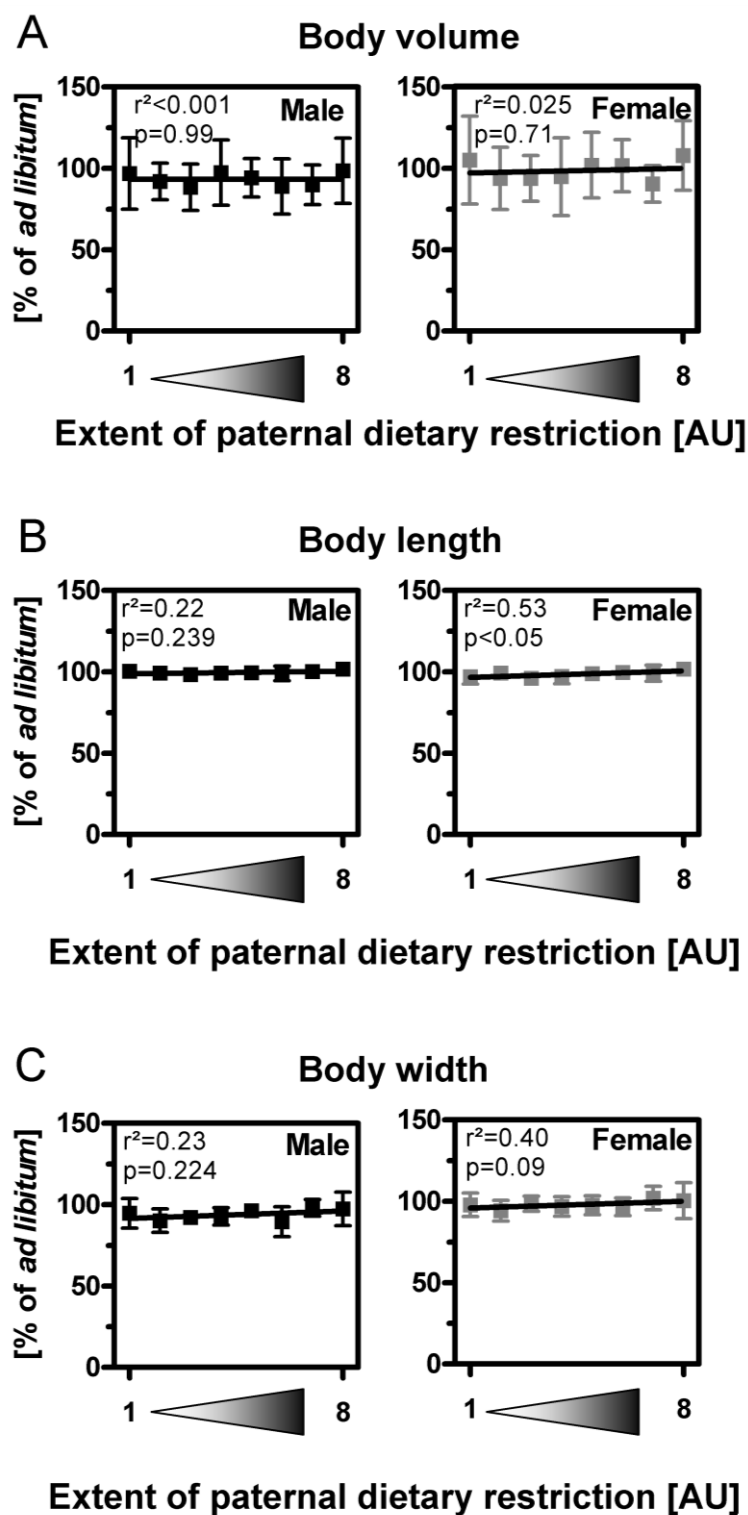 A
Body volume
[% of ad libitum]
150
100
50
0
r²<0.001
p=0.99
Male
1
8
150
100
50
0
r²=0.025
p=0.71
Female
1
8
Extent of paternal dietary restriction [AU]
B
Body length
[% of ad libitum]
150
100
50
0
r²=0.22
p=0.239
Male
1
8
150
100
50
0
r²=0.53
p<0.05
Female
1
8
Extent of paternal dietary restriction [AU]
C
Body width
[% of ad libitum]
150
100
50
0
r²=0.23
p=0.224
Male
1
8
150
100
50
0
r²=0.40
p=0.09
Female
1
8
Extent of paternal dietary restriction [AU]